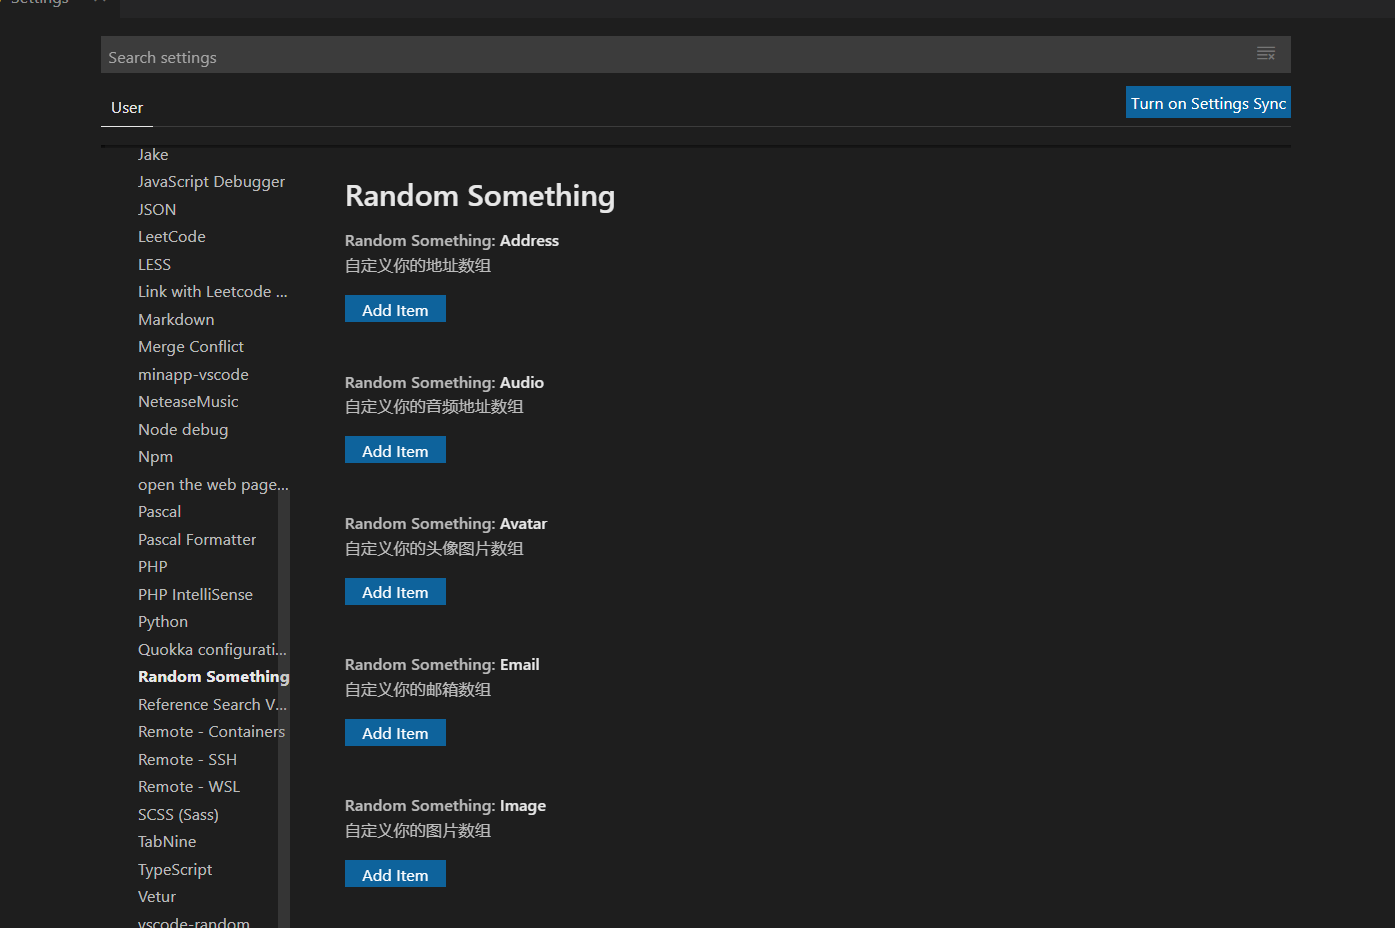 Settings
Search settings
User
Turn on Settings Sync
Jake
JavaScript Debugger
JSON
LeetCode
LESS
Link with Leetcode ...
Markdown
Merge Conflict
minapp-vscode
NeteaseMusic
Node debug
Npm
open the web page...
Pascal
Pascal Formatter
PHP
PHP IntelliSense
Python
Quokka configurati...
Random Something
Reference Search V...
Remote - Containers
Remote - SSH
Remote - WSL
SCSS (Sass)
TabNine
TypeScript
Vetur
vscode-random
Random Something
Random Something: Address
自定义你的地址数组
Add Item
Random Something: Audio
自定义你的音频地址数组
Add Item
Random Something: Avatar
自定义你的头像图片数组
Add Item
Random Something: Email
自定义你的邮箱数组
Add Item
Random Something: Image
自定义你的图片数组
Add Item